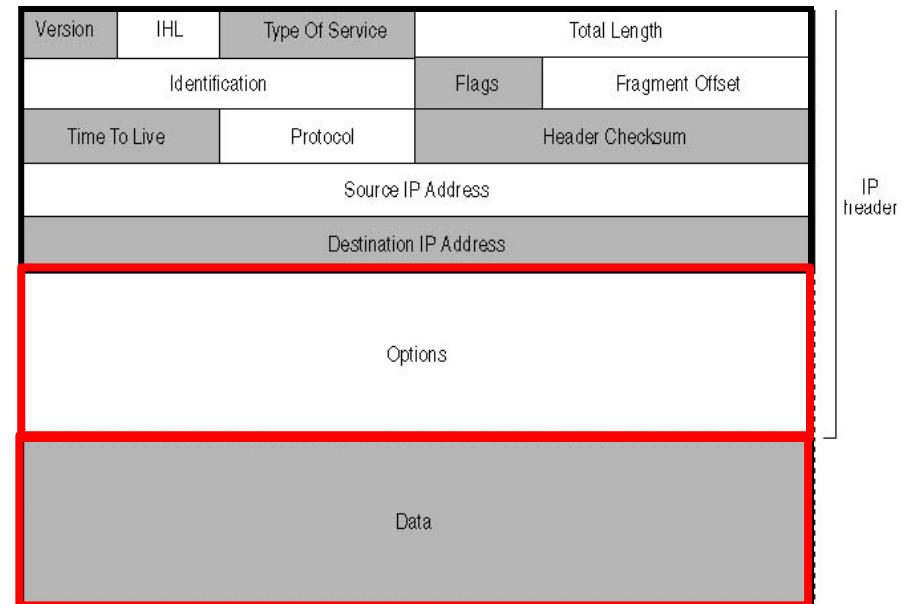 Version IHL Type Of Service Total Length
Identification Flags Fragment Offset
Time To Live Protocol Header Checksum
Source IP Address
Destination IP Address
IP
header
Options
Data